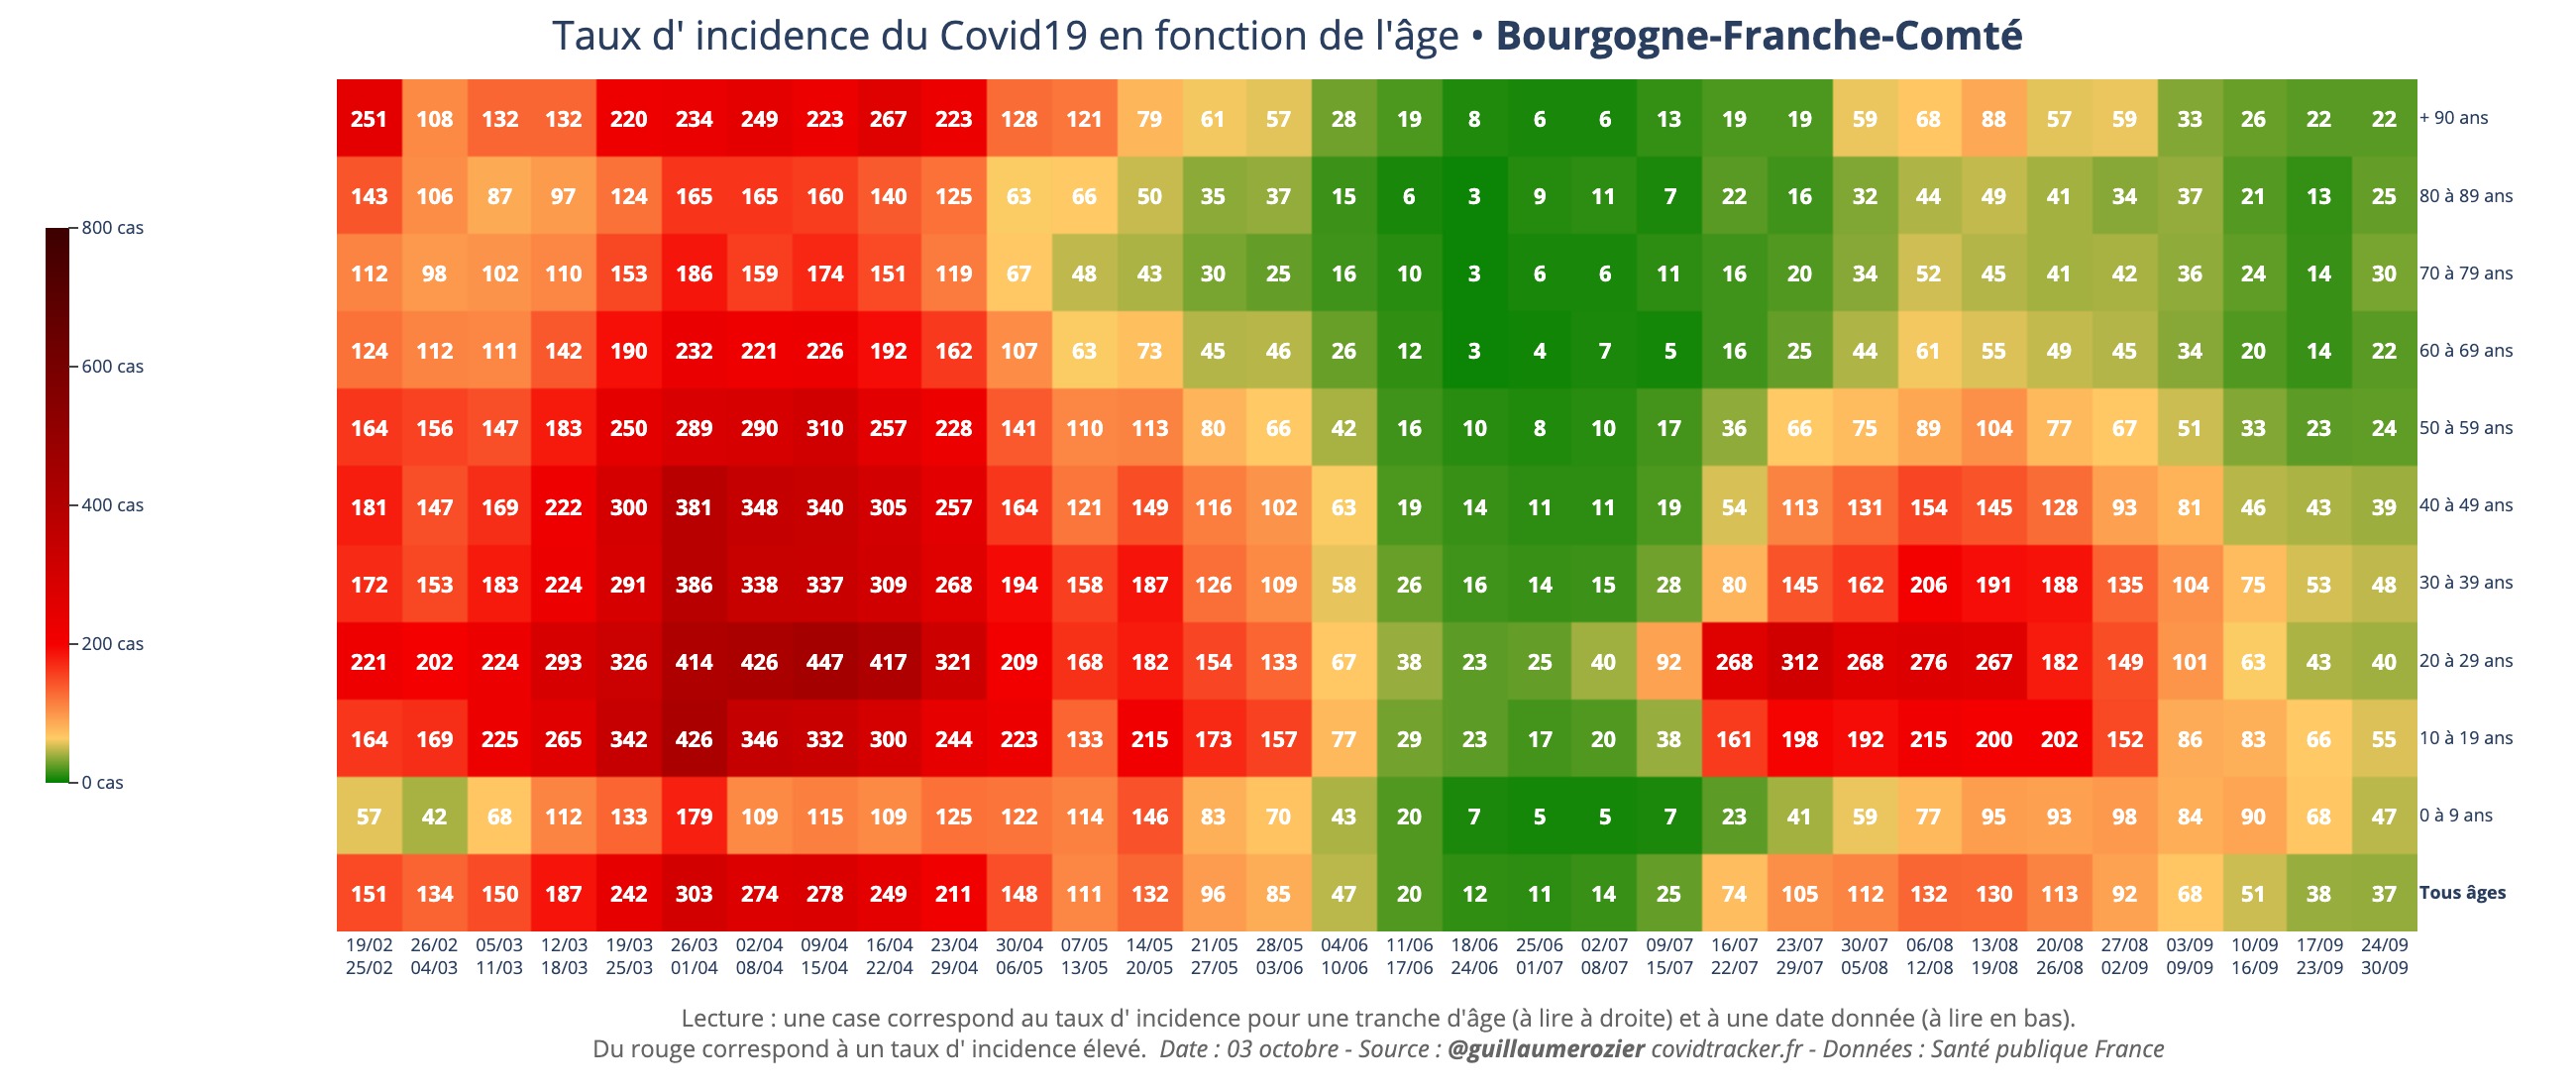 Taux d' incidence du Covid19 en fonction de l'âge • Bourgogne-Franche-Comté
800 cas
600 cas
400 cas
200 cas
0 cas
251 108 132 132 220 234 249 223 267 223 128 121 79 61 57 28 19 8 6 6 13 19 19 59 68 88 57 59 33 26 22 22 + 90 ans
143 106 87 97 124 165 165 160 140 125 63 66 50 35 37 15 6 3 9 11 7 22 16 32 44 49 41 34 37 21 13 25 80 à 89 ans
112 98 102 110 153 186 159 174 151 119 67 48 43 30 25 16 10 3 6 6 11 16 20 34 52 45 41 42 36 24 14 30 70 à 79 ans
124 112 111 142 190 232 221 226 192 162 107 63 73 45 46 26 12 3 4 7 5 16 25 44 61 55 49 45 34 20 14 22 60 à 69 ans
164 156 147 183 250 289 290 310 257 228 141 110 113 80 66 42 16 10 8 10 17 36 66 75 89 104 77 67 51 33 23 24 50 à 59 ans
181 147 169 222 300 381 348 340 305 257 164 121 149 116 102 63 19 14 11 11 19 54 113 131 154 145 128 93 81 46 43 39 40 à 49 ans
172 153 183 224 291 386 338 337 309 268 194 158 187 126 109 58 26 16 14 15 28 80 145 162 206 191 188 135 104 75 53 48 30 à 39 ans
221 202 224 293 326 414 426 447 417 321 209 168 182 154 133 67 38 23 25 40 92 268 312 268 276 267 182 149 101 63 43 40 20 à 29 ans
164 169 225 265 342 426 346 332 300 244 223 133 215 173 157 77 29 23 17 20 38 161 198 192 215 200 202 152 86 83 66 55 10 à 19 ans
57 42 68 112 133 179 109 115 109 125 122 114 146 83 70 43 20 7 5 5 7 23 41 59 77 95 93 98 84 90 68 47 0 à 9 ans
151 134 150 187 242 303 274 278 249 211 148 111 132 96 85 47 20 12 11 14 25 74 105 112 132 130 113 92 68 51 38 37 Tous âges
19/02 26/02 05/03 12/03 19/03 26/03 02/04 09/04 16/04 23/04 30/04 07/05 14/05 21/05 28/05 04/06 11/06 18/06 25/06 02/07 09/07 16/07 23/07 30/07 06/08 13/08 20/08 27/08 03/09 10/09 17/09 24/09
25/02 04/03 11/03 18/03 25/03 01/04 08/04 15/04 22/04 29/04 06/05 13/05 20/05 27/05 03/06 10/06 17/06 24/06 01/07 08/07 15/07 22/07 29/07 05/08 12/08 19/08 26/08 02/09 09/09 16/09 23/09 30/09
Lecture : une case correspond au taux d' incidence pour une tranche d'âge (à lire à droite) et à une date donnée (à lire en bas).
Du rouge correspond à un taux d' incidence élevé. Date : 03 octobre - Source : @guillaumerozier covidtracker.fr - Données : Santé publique France